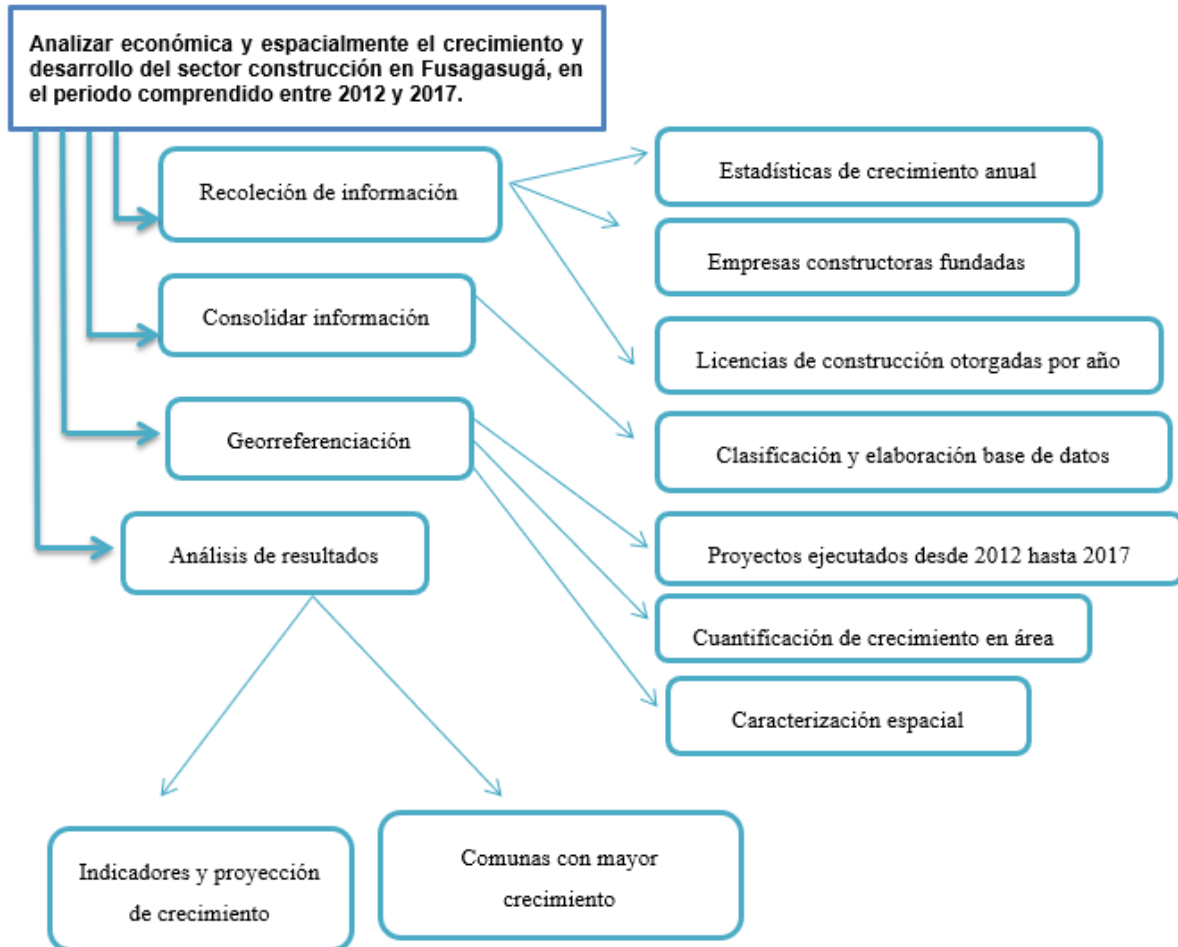 Analizar económica y espacialmente el crecimiento y
desarrollo del sector construcción en Fusagasugá, en
el periodo comprendido entre 2012 y 2017.
Recoleción de información
Estadísticas de crecimiento anual
Empresas constructoras fundadas
Consolidar información
Licencias de construcción otorgadas por año
Georreferenciación
Clasificación y elaboración base de datos
Proyectos ejecutados desde 2012 hasta 2017
Análisis de resultados
Cuantificación de crecimiento en área
Caracterización espacial
Indicadores y proyección
de crecimiento
Comunas con mayor
crecimiento